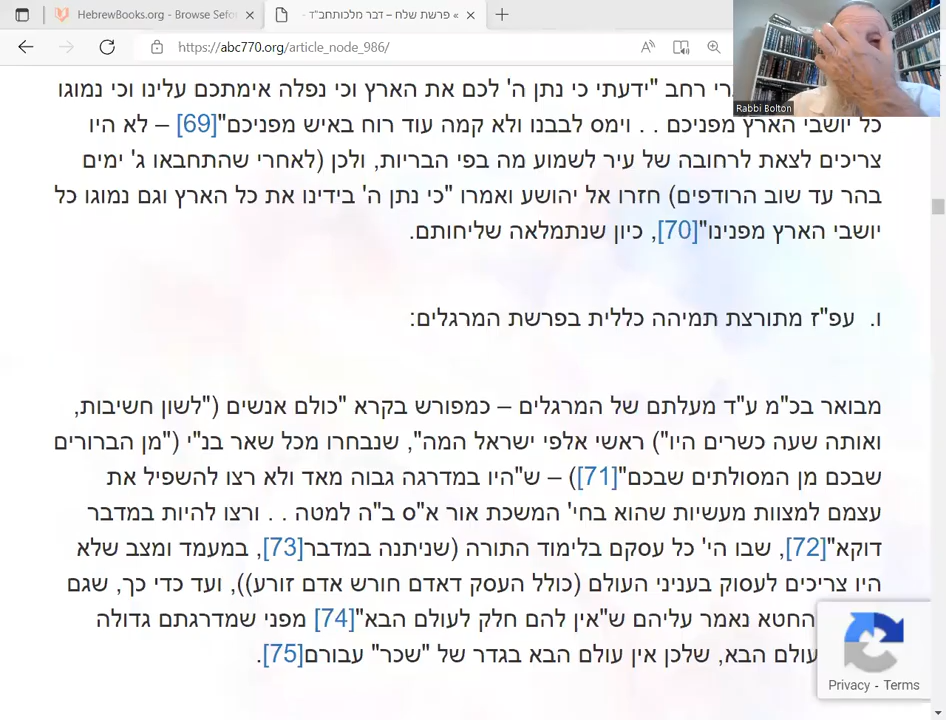 HebrewBooks.org - Browse Sefo
» פרשת שלח – דבר מלכותחב"ד -
https://abc770.org/article_node_986/
Rabbi Bolton
רי רחב "ידעתי כי נתן ה' לכם את הארץ וכי נפלה אימתכם עלינו וכי נמוגו
כל יושבי הארץ מפניכם . . וימס לבבנו ולא קמה עוד רוח באיש מפניכם"[69] – לא היו
צריכים לצאת לרחובה של עיר לשמוע מה בפי הבריות, ולכן (לאחרי שהתחבאו ג' ימים
בהר עד שוב הרודפים) חזרו אל יהושע ואמרו "כי נתן ה' בידינו את כל הארץ וגם נמוגו כל
יושבי הארץ מפנינו"[70], כיון שנתמלאה שליחותם.
ו. עפ"ז מתורצת תמיהה כללית בפרשת המרגלים:
מבואר בכ"מ ע"ד מעלתם של המרגלים – כמפורש בקרא "כולם אנשים ("לשון חשיבות,
ואותה שעה כשרים היו") ראשי אלפי ישראל המה", שנבחרו מכל שאר בנ"י ("מן הברורים
שבכם מן המסולתים שבכם"[71]) – ש"היו במדרגה גבוה מאד ולא רצו להשפיל את
עצמם למצוות מעשיות שהוא בחי' המשכת אור א"ס ב"ה למטה . . ורצו להיות במדבר
דוקא"[72], שבו הי' כל עסקם בלימוד התורה (שניתנה במדבר[73], במעמד ומצב שלא
היו צריכים לעסוק בעניני העולם (כולל העסק דאדם חורש אדם זורע)), ועד כדי כך, שגם
החטא נאמר עליהם ש"אין להם חלק לעולם הבא"[74] מפני שמדרגתם גדולה
עולם הבא, שלכן אין עולם הבא בגדר של "שכר" עבורם[75].
Privacy - Terms